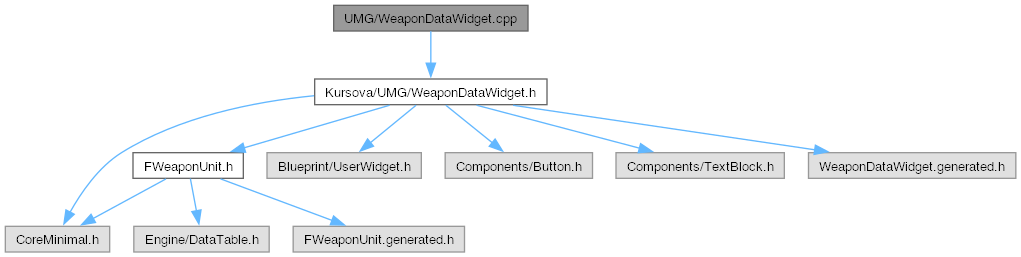 UMG/WeaponDataWidget.cpp
Kursova/UMG/WeaponDataWidget.h
FWeaponUnit.h
Blueprint/UserWidget.h
Components/Button.h
Components/TextBlock.h
WeaponDataWidget.generated.h
CoreMinimal.h
Engine/DataTable.h
FWeaponUnit.generated.h